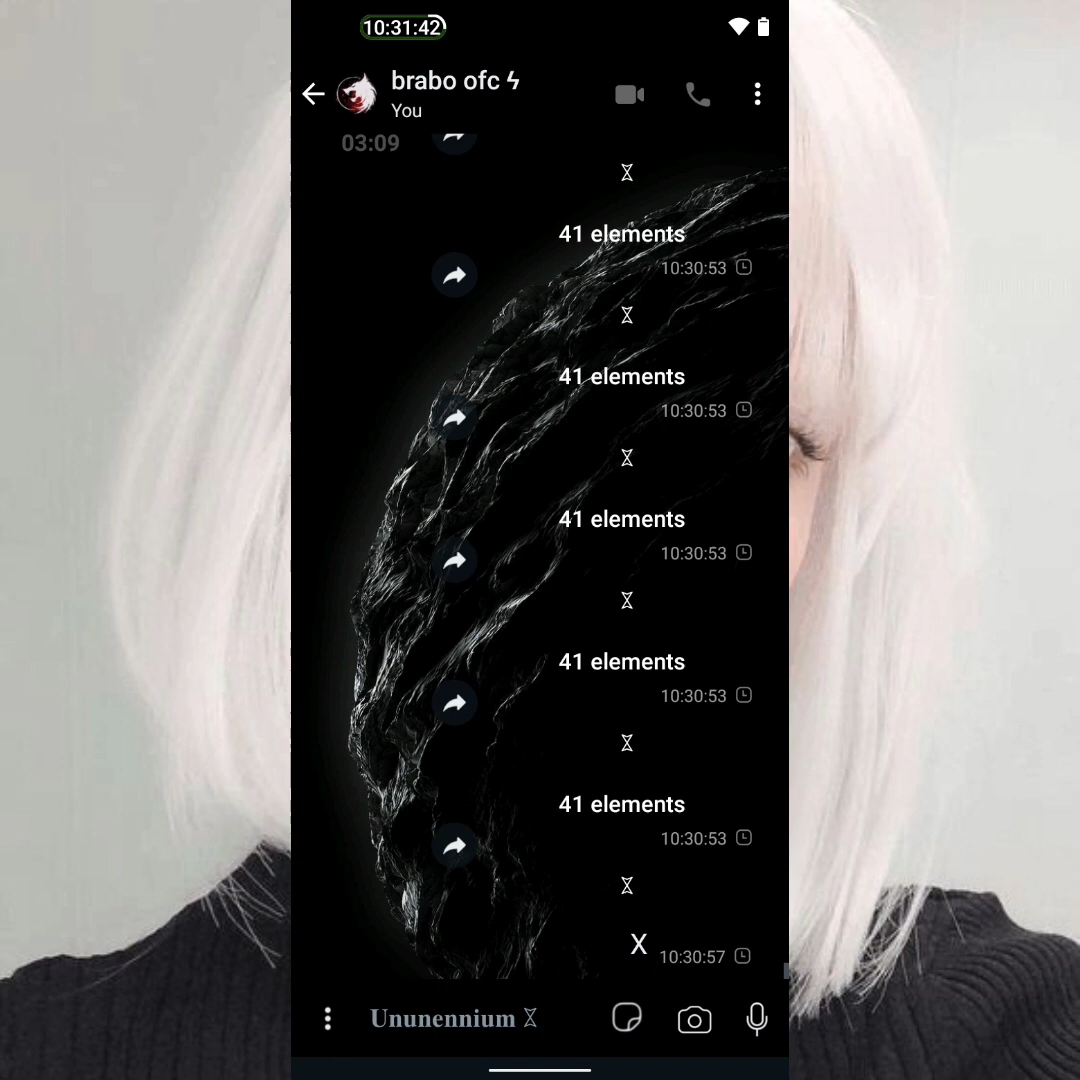 10:31:42
brabo ofc ϟ
You
03:09
41 elements
10:30:53
41 elements
10:30:53
41 elements
10:30:53
41 elements
10:30:53
41 elements
10:30:53
X 10:30:57
Ununennium